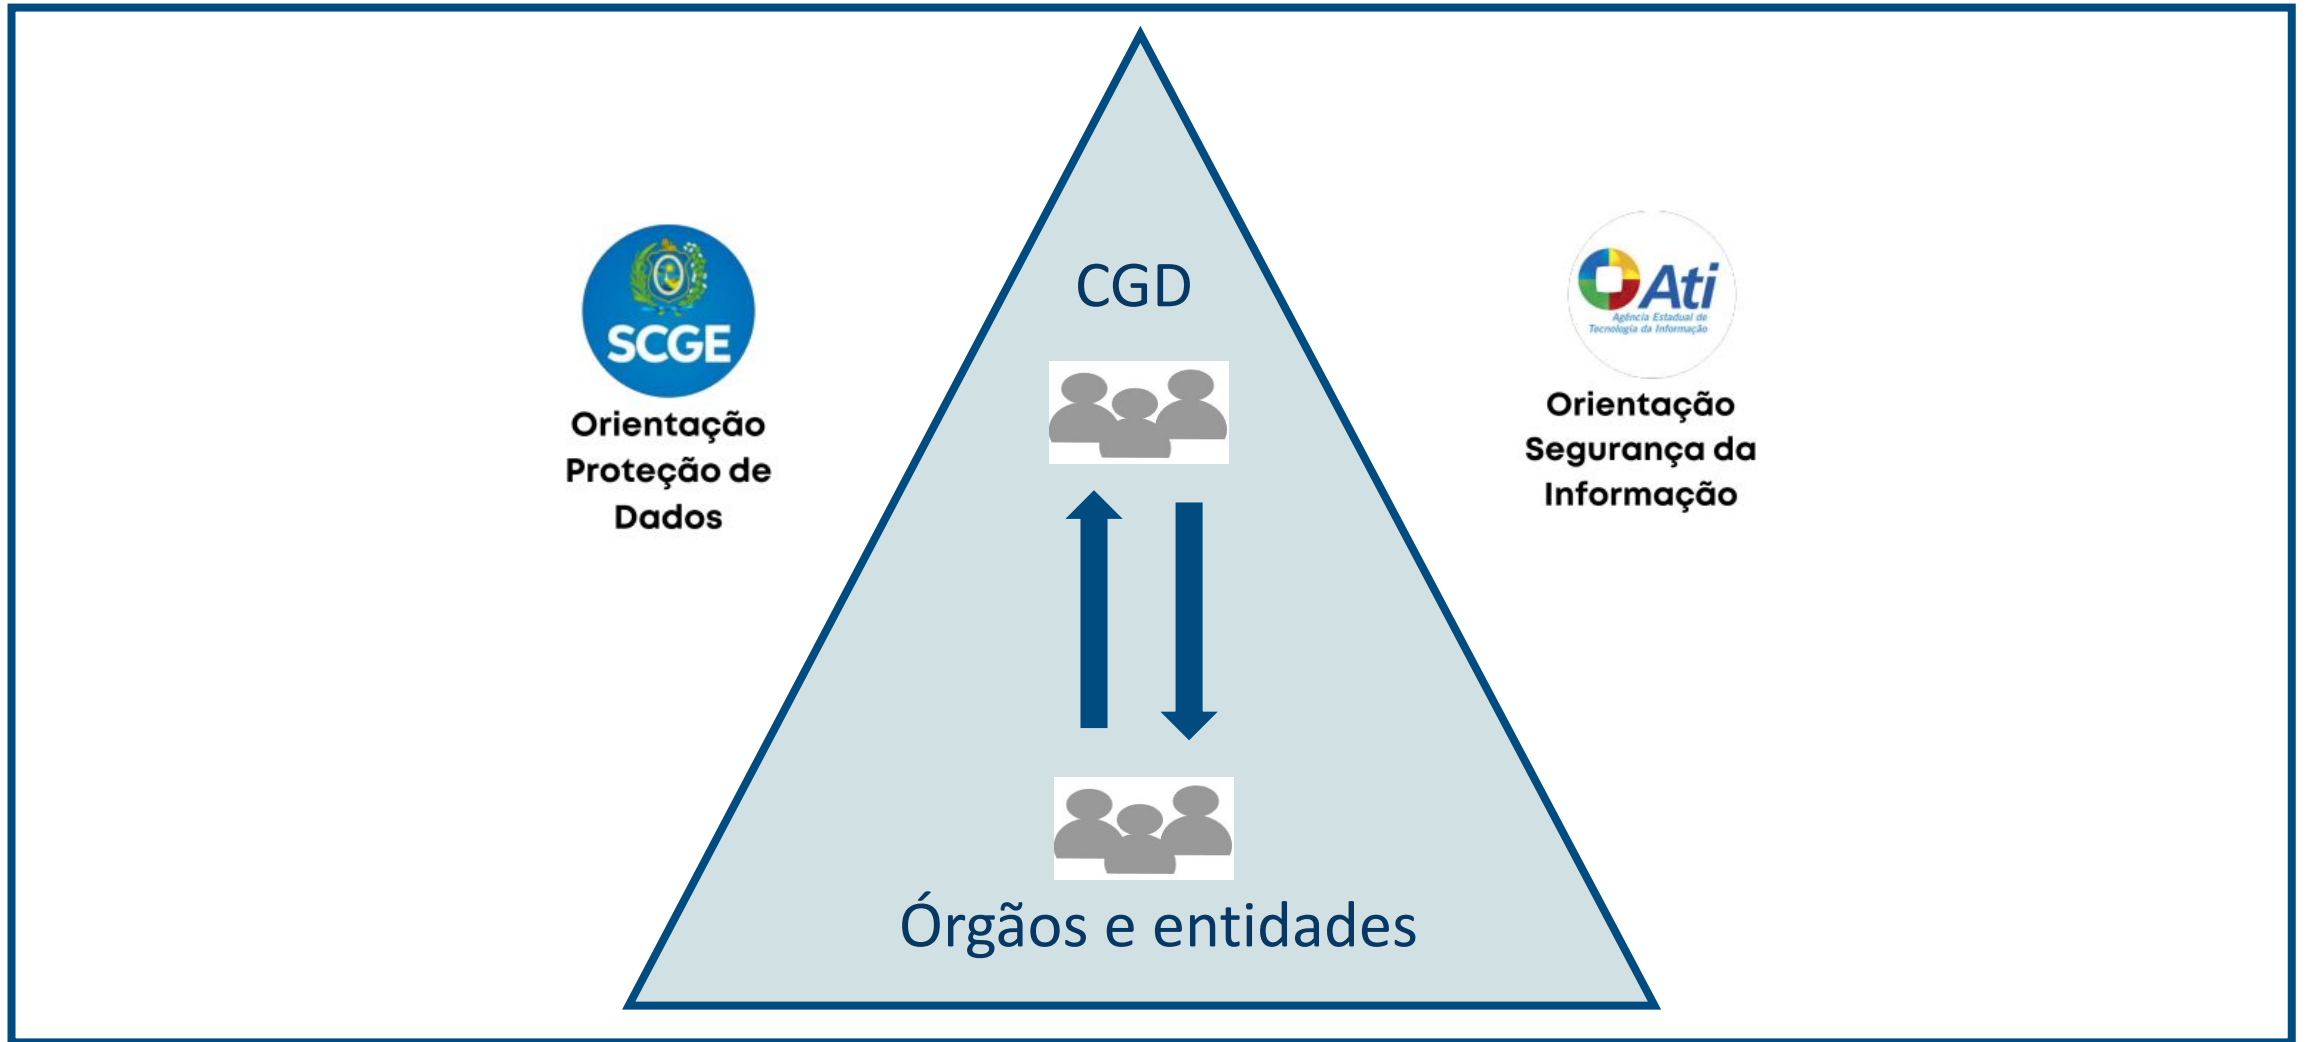 CGD
SCGE
Orientação
Proteção de
Dados
Ati
Agência Estadual de
Tecnologia da Informação
Orientação
Segurança da
Informação
Órgãos e entidades